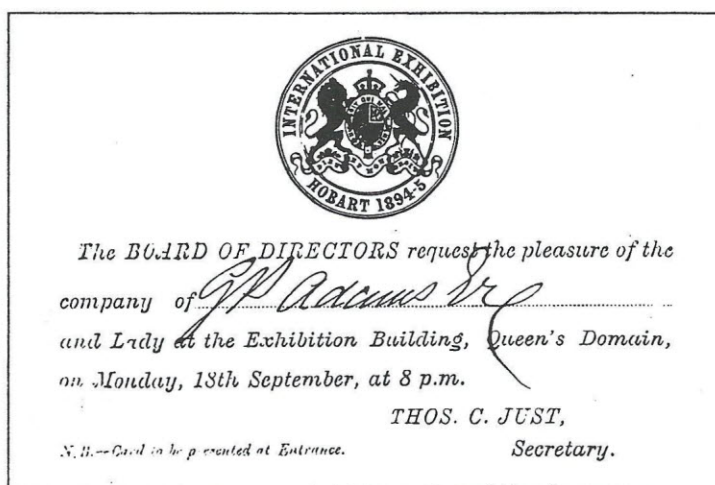 INTERNATIONAL EXHIBITION
HOBART 1894-5
The BOARD OF DIRECTORS request the pleasure of the
company of GP Adams
and Lady at the Exhibition Building, Queen's Domain,
on Monday, 18th September, at 8 p.m.
THOS. C. JUST,
N.B.—Card to be presented at Entrance. Secretary.